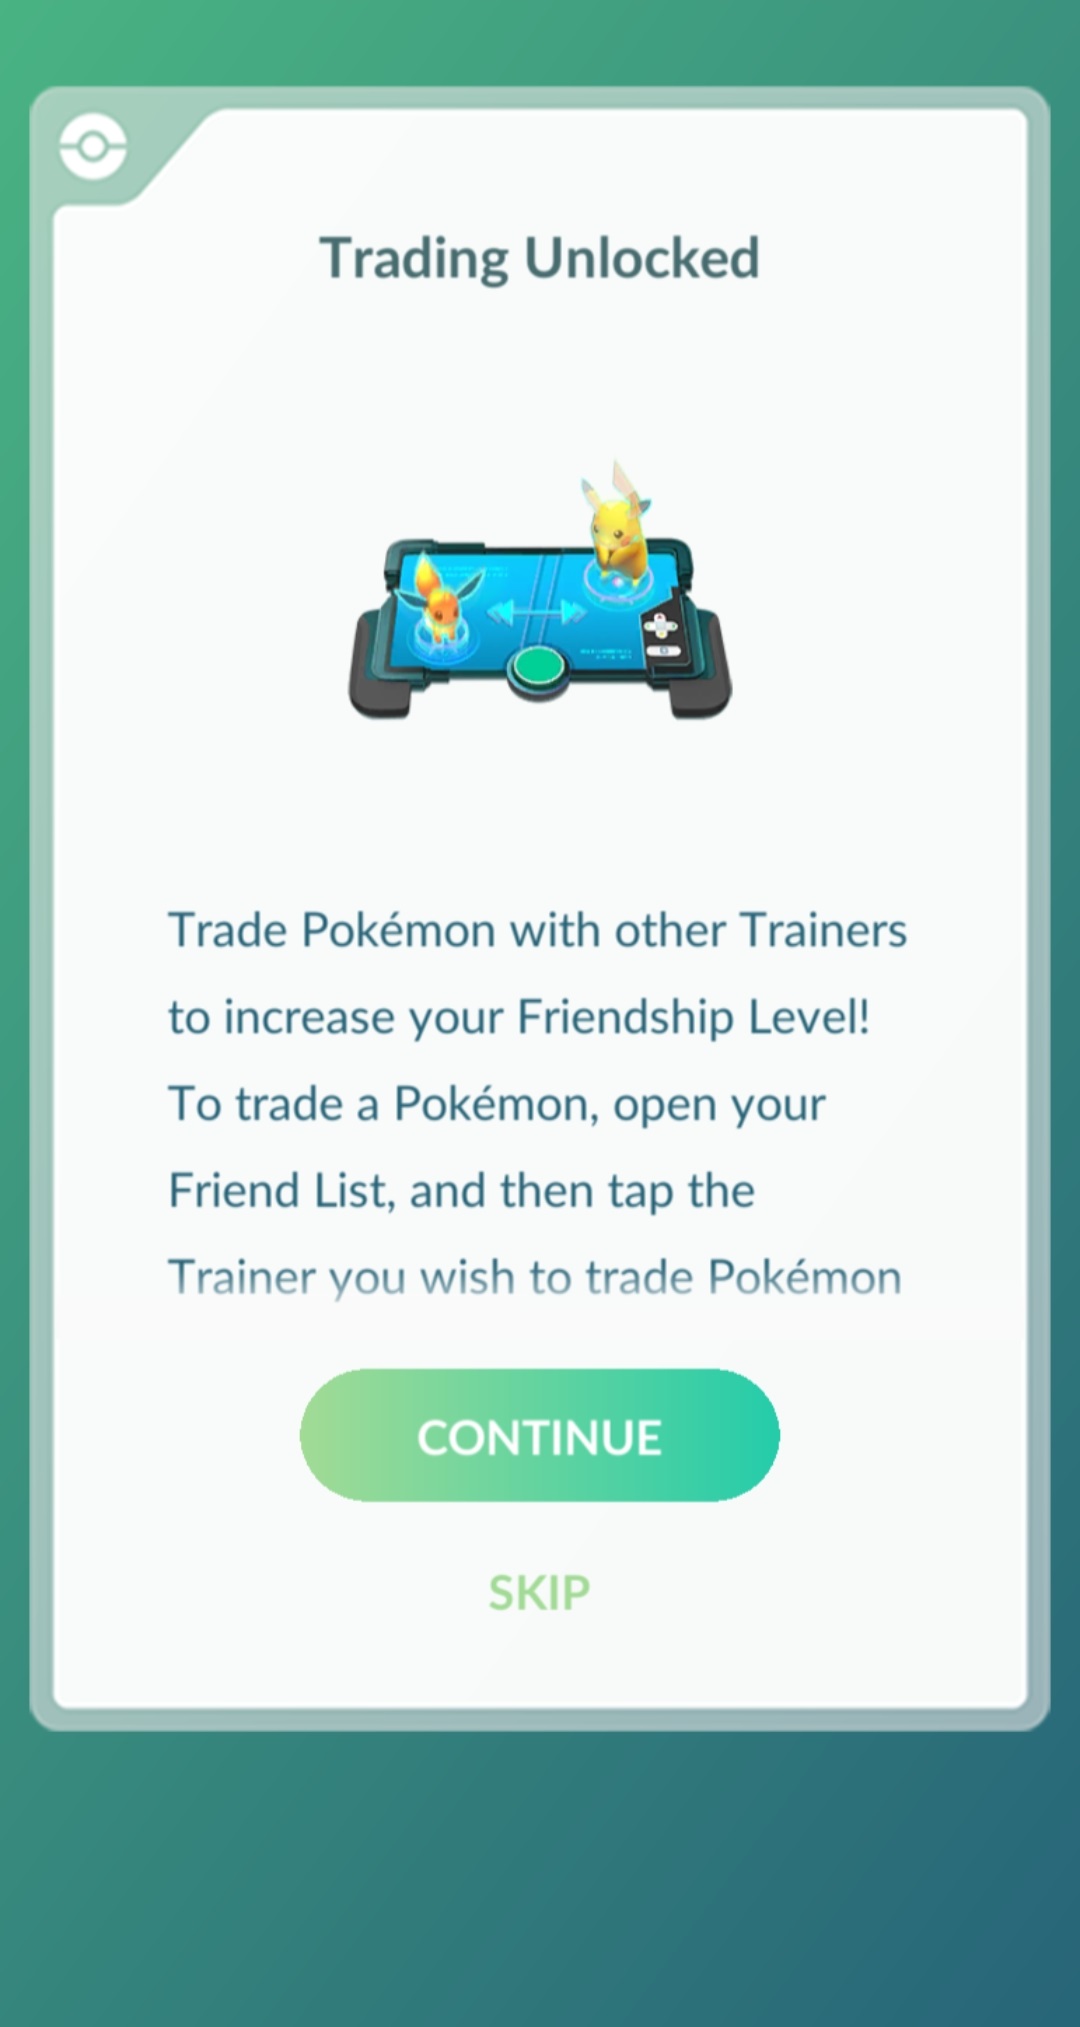 Trading Unlocked
Trade Pokémon with other Trainers
to increase your Friendship Level!
To trade a Pokémon, open your
Friend List, and then tap the
Trainer you wish to trade Pokémon
CONTINUE
SKIP